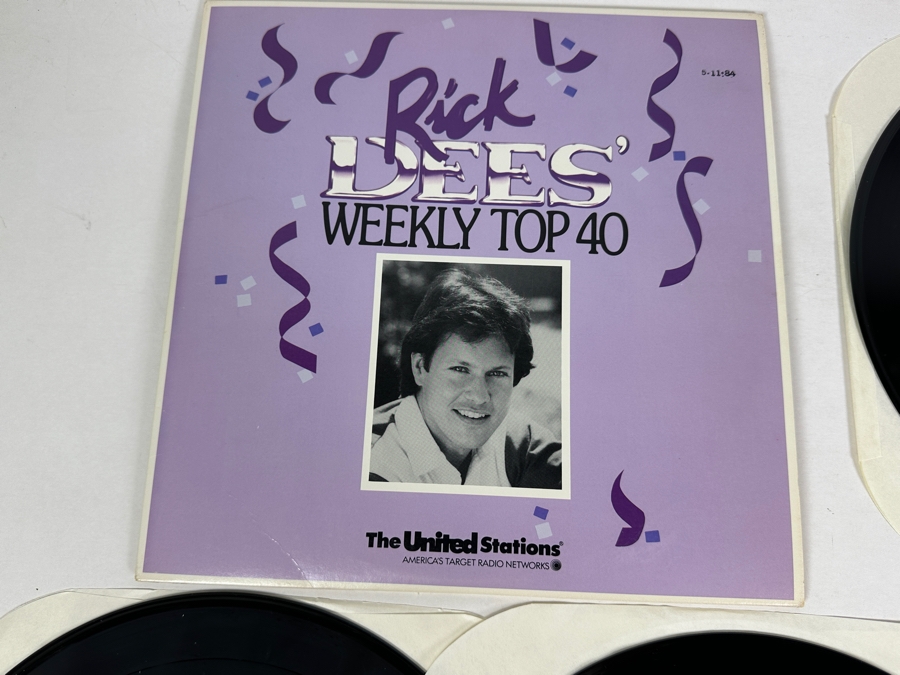 5-11-84
Rick
DEES'
WEEKLY TOP 40
The United Stations®
AMERICA'S TARGET RADIO NETWORKS